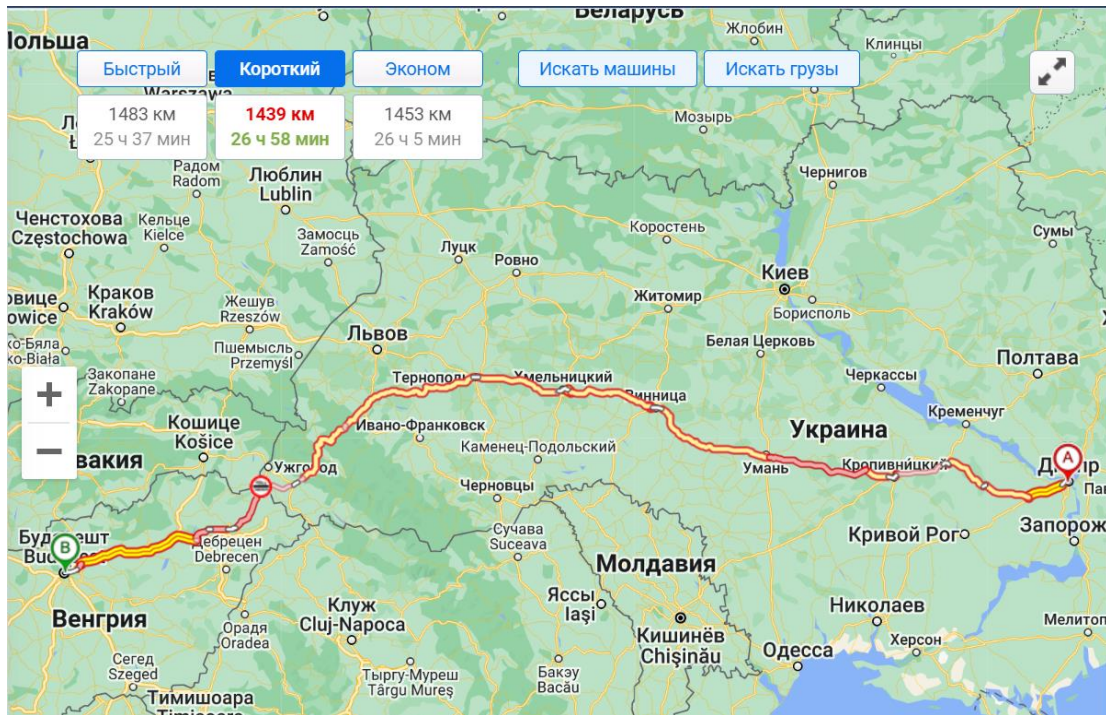 Беларусь
Польша
Жлобин
Клинцы
Быстрый
Короткий
Эконом
Искать машины
Искать грузы
Warszawa
1483 км
1439 км
1453 км
25 ч 37 мин
26 ч 58 мин
26 ч 5 мин
Мозырь
Радом
Radom
Люблин
Lublin
Чернигов
Ченстохова
Częstochowa
Кельце
Kielce
Замосць
Zamość
Луцк
Ровно
Коростень
Сумы
Киев
Краков
Kraków
Жешув
Rzeszów
Житомир
Борисполь
Львов
Пшемысль
Przemyśl
Белая Церковь
Полтава
Закопане
Zakopane
Тернополь
Хмельницкий
Винница
Черкассы
Кременчуг
Кошице
Košice
Ивано-Франковск
Каменец-Подольский
Украина
Ужгород
Умань
Кропивницкий
A
Днепр
Черновцы
B
Будапешт
Дебрецен
Debrecen
Сучава
Suceava
Кривой Рог
Запорож
Молдавия
Венгрия
Клуж
Cluj-Napoca
Яссы
Iași
Николаев
Мелитоп
Орадя
Oradea
Кишинёв
Chișinău
Херсон
Одесса
Сегед
Szeged
Тыргу-Муреш
Târgu Mureș
Бакэу
Bacău
Тимишоара
Timișoara